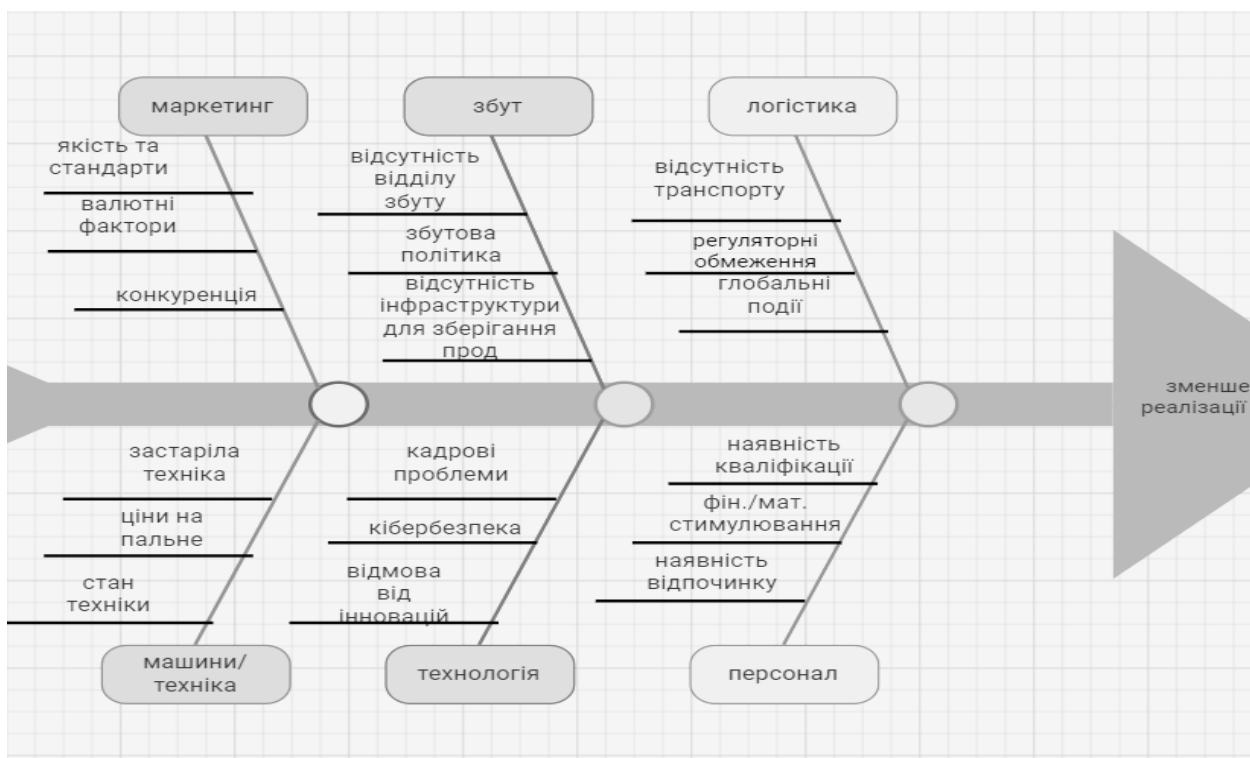 маркетинг
збут
логістика
якість та
стандарти
валютні
фактори
конкуренція
відсутність
відділу
збуту
збутова
політика
відсутність
інфраструктури
для зберігання
прод
відсутність
транспорту
регуляторні
обмеження
глобальні
події
зменше
реалізації
застаріла
техніка
ціни на
пальне
стан
техніки
кадрові
проблеми
кібербезпека
відмова
від
інновацій
наявність
кваліфікації
фін./мат.
стимулювання
наявність
відпочинку
машини/
техніка
технологія
персонал